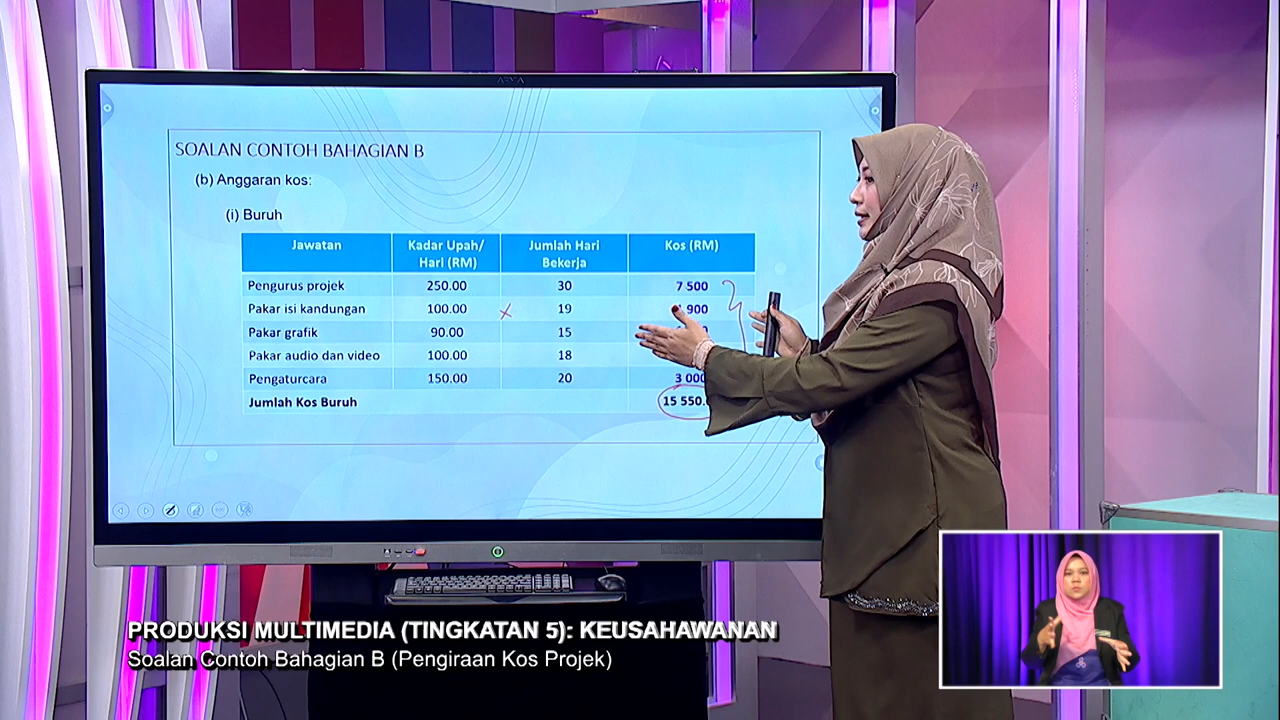 SOALAN CONTOH BAHAGIAN B
(b) Anggaran kos:
(i) Buruh
Jawatan Kadar Upah/ Hari (RM) Jumlah Hari Bekerja Kos (RM)
Pengurus projek 250.00 30 7 500
Pakar isi kandungan 100.00 19 900
Pakar grafik 90.00 15
Pakar audio dan video 100.00 18
Pengaturcara 150.00 20 3 000
Jumlah Kos Buruh 15 550.
PRODUKSI MULTIMEDIA (TINGKATAN 5): KEUSAHAWANAN
Soalan Contoh Bahagian B (Pengiraan Kos Projek)